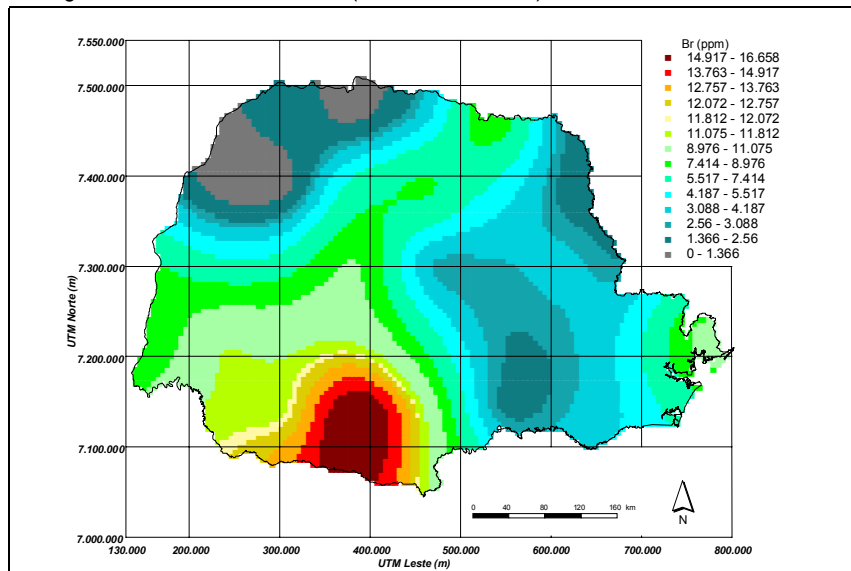 7.550.000
7.500.000
7.400.000
7.300.000
7.200.000
7.100.000
7.000.000
UTM Norte (m)
130.000 200.000 300.000 400.000 500.000 600.000 700.000 800.000
UTM Leste (m)
Br (ppm)
14.917 - 16.658
13.763 - 14.917
12.757 - 13.763
12.072 - 12.757
11.812 - 12.072
11.075 - 11.812
8.976 - 11.075
7.414 - 8.976
5.517 - 7.414
4.187 - 5.517
3.088 - 4.187
2.56 - 3.088
1.366 - 2.56
0 - 1.366
0 40 80 120 160 km
N